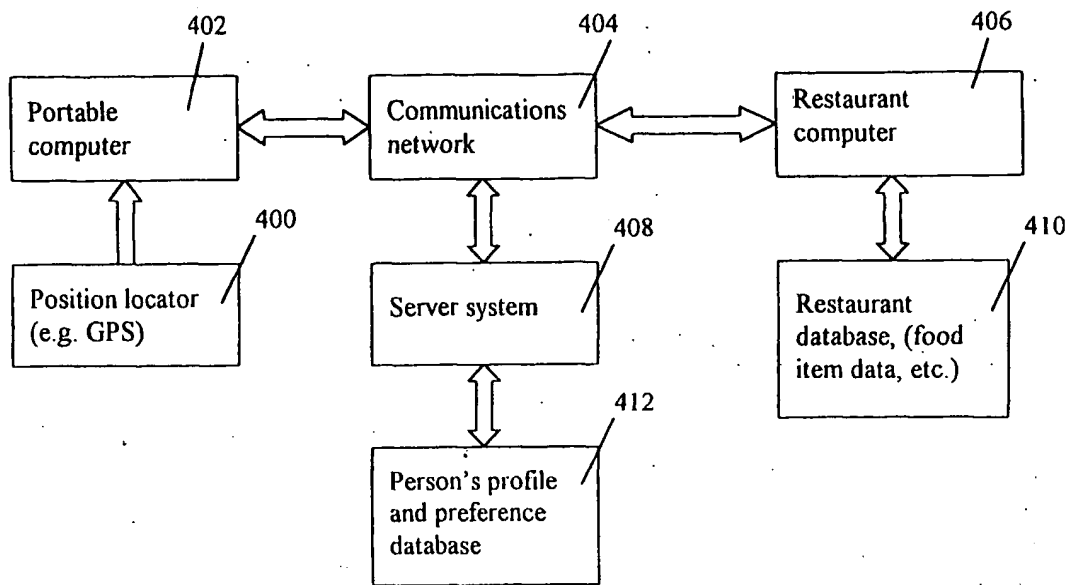 402
404
406
Portable
computer
Communications
network
Restaurant
computer
400
408
410
Position locator
(e.g. GPS)
Server system
Restaurant
database, (food
item data, etc.)
412
Person's profile
and preference
database